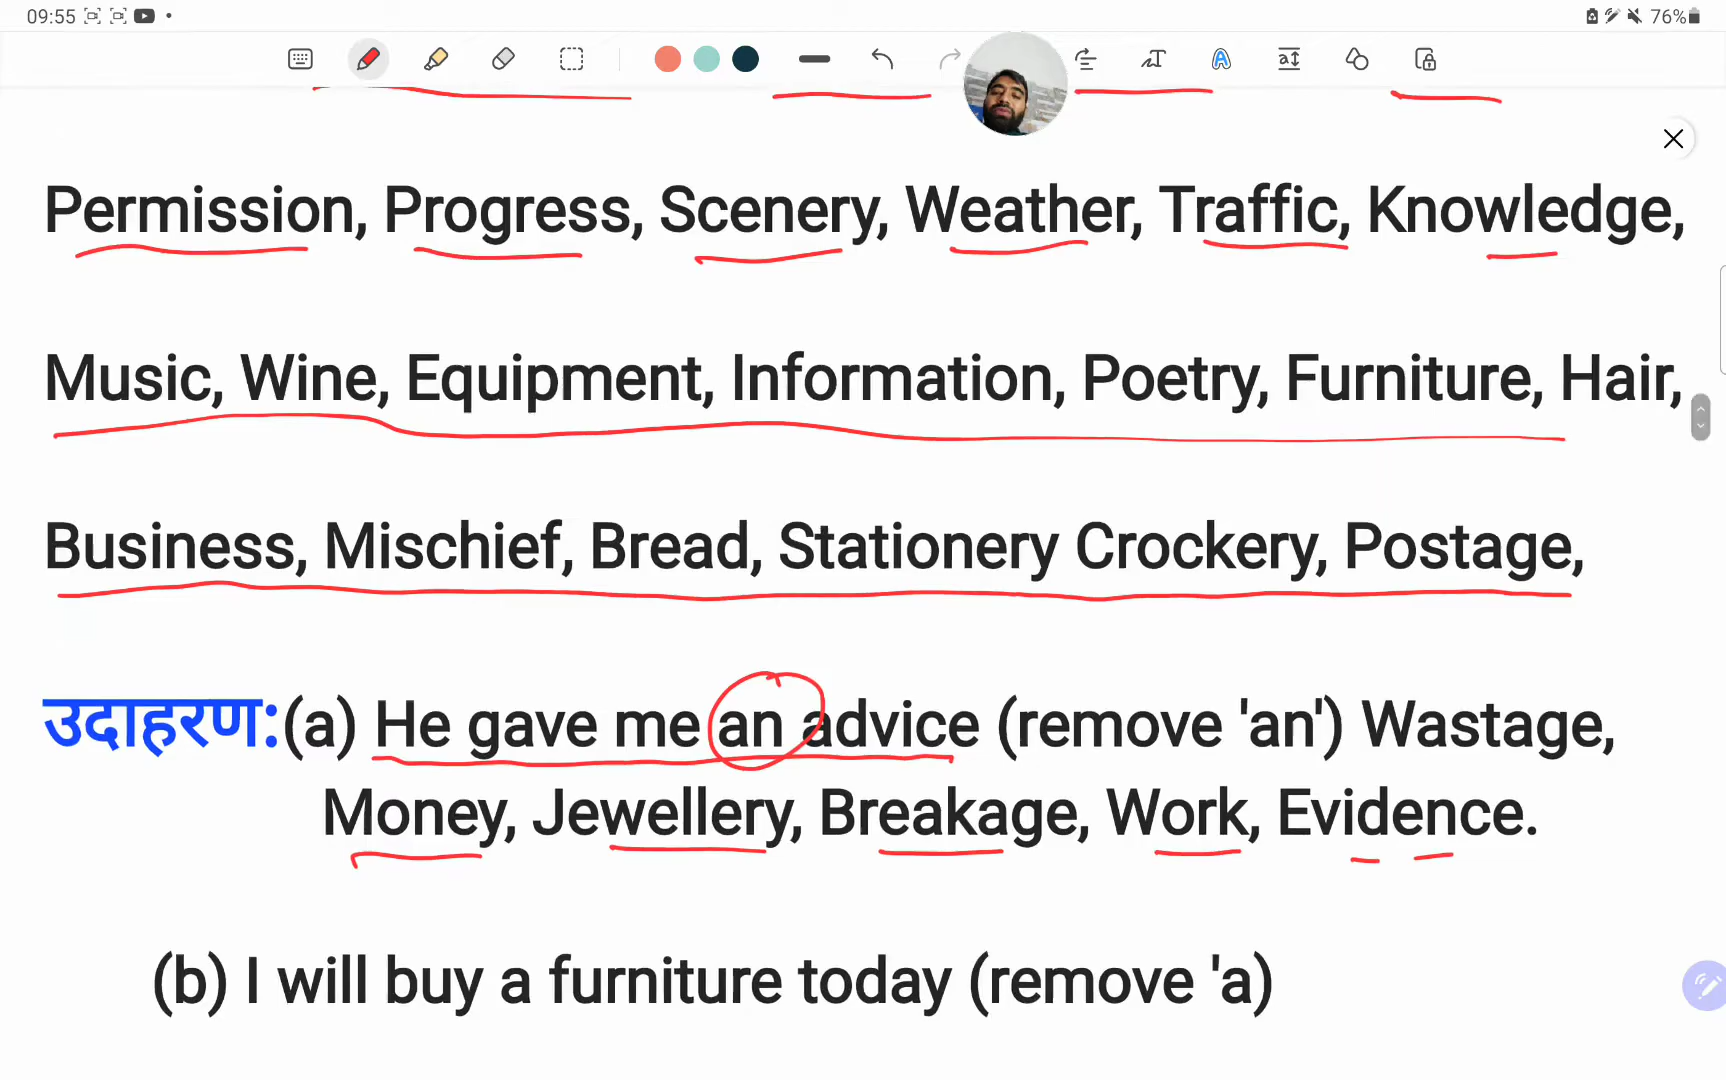 09:55
76%
Permission, Progress, Scenery, Weather, Traffic, Knowledge,
Music, Wine, Equipment, Information, Poetry, Furniture, Hair,
Business, Mischief, Bread, Stationery Crockery, Postage,
उदाहरण:(a) He gave me an advice (remove 'an') Wastage,
Money, Jewellery, Breakage, Work, Evidence.
(b) I will buy a furniture today (remove 'a)